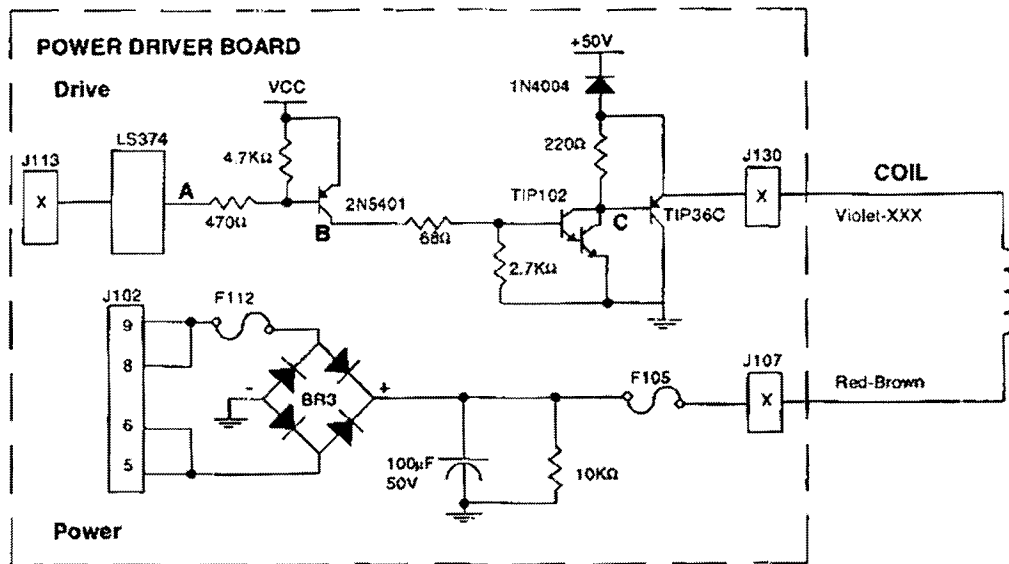 POWER DRIVER BOARD
Drive
+50V
1N4004
VCC
LS374
J113
X
A
4.7KΩ
470Ω
2N5401
B
68Ω
2.7KΩ
TIP102
220Ω
C
TIP36C
J130
X
COIL
Violet-XXX
J102
9
8
6
5
F112
-
BR3
+
100µF
50V
10KΩ
F105
J107
X
Red-Brown
Power